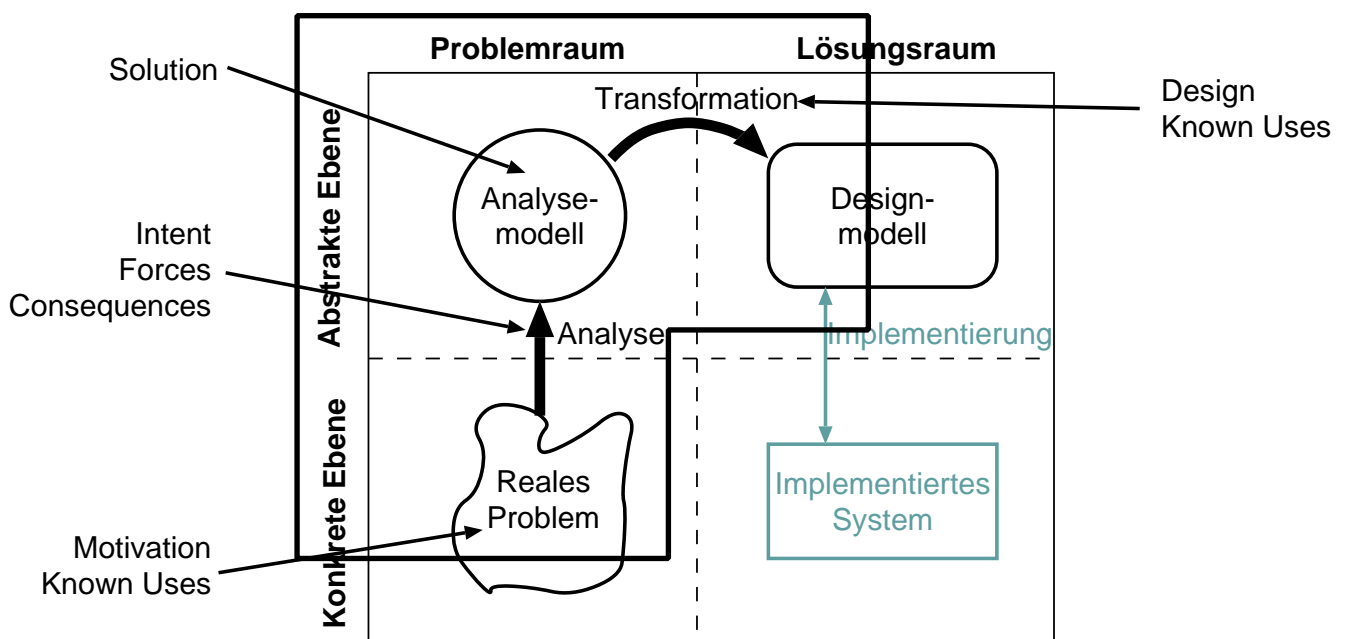 Problemraum
Lösungsraum
Solution
Transformation
Design
Known Uses
Abstrakte Ebene
Analyse-
modell
Design-
modell
Intent
Forces
Consequences
Analyse
Implementierung
Konkrete Ebene
Reales
Problem
Implementiertes
System
Motivation
Known Uses